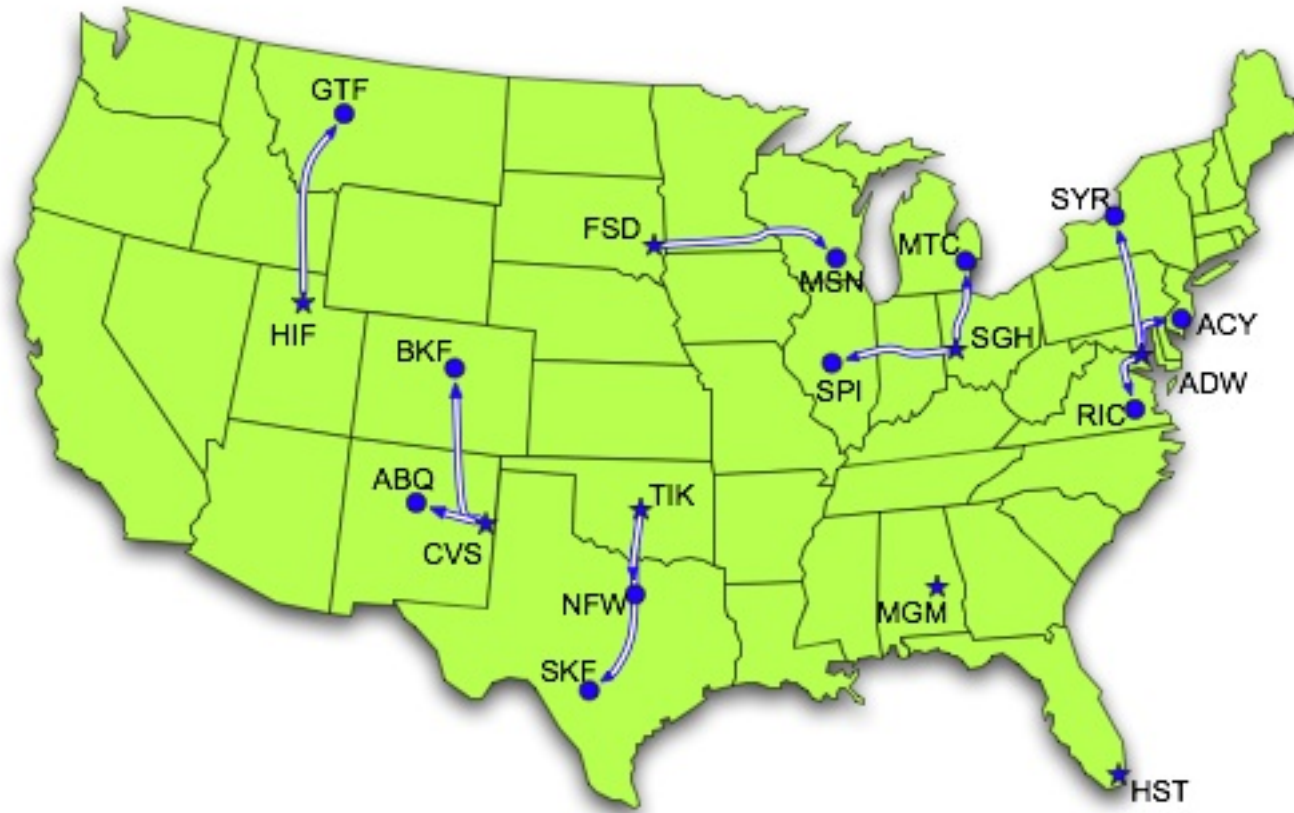 GTF
SYR
FSD
MTC
MSN
HIF
ACY
BKF
SGH
SPI
ADW
RIC
ABQ
TIK
CVS
NFW
MGM
SKF
HST